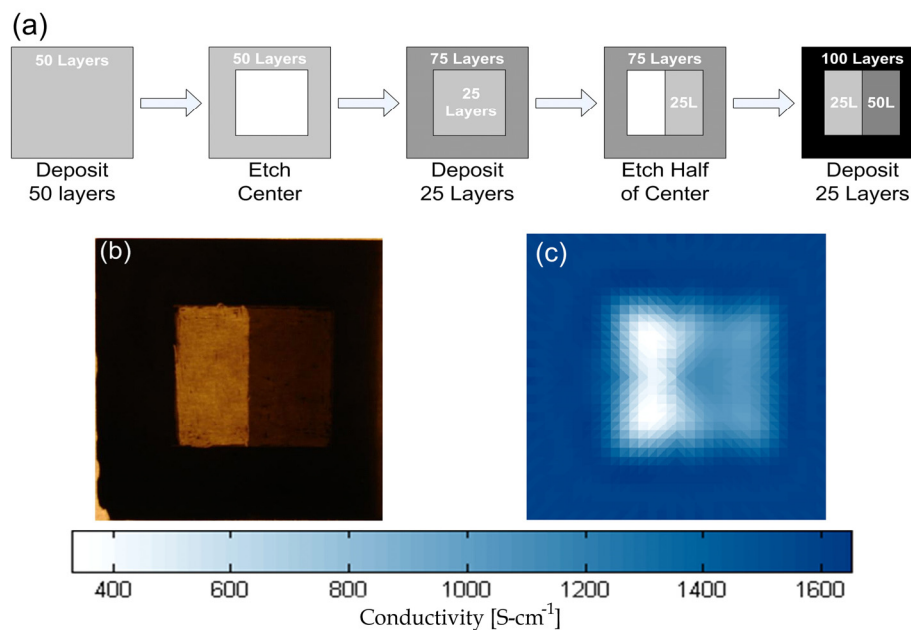 (a)
50 Layers
50 Layers
75 Layers
75 Layers
100 Layers
25
Layers
25L
25L
50L
Deposit
50 layers
Etch
Center
Deposit
25 Layers
Etch Half
of Center
Deposit
25 Layers
(b)
(c)
400
600
800
1000
1200
1400
1600
Conductivity [S-cm⁻¹]